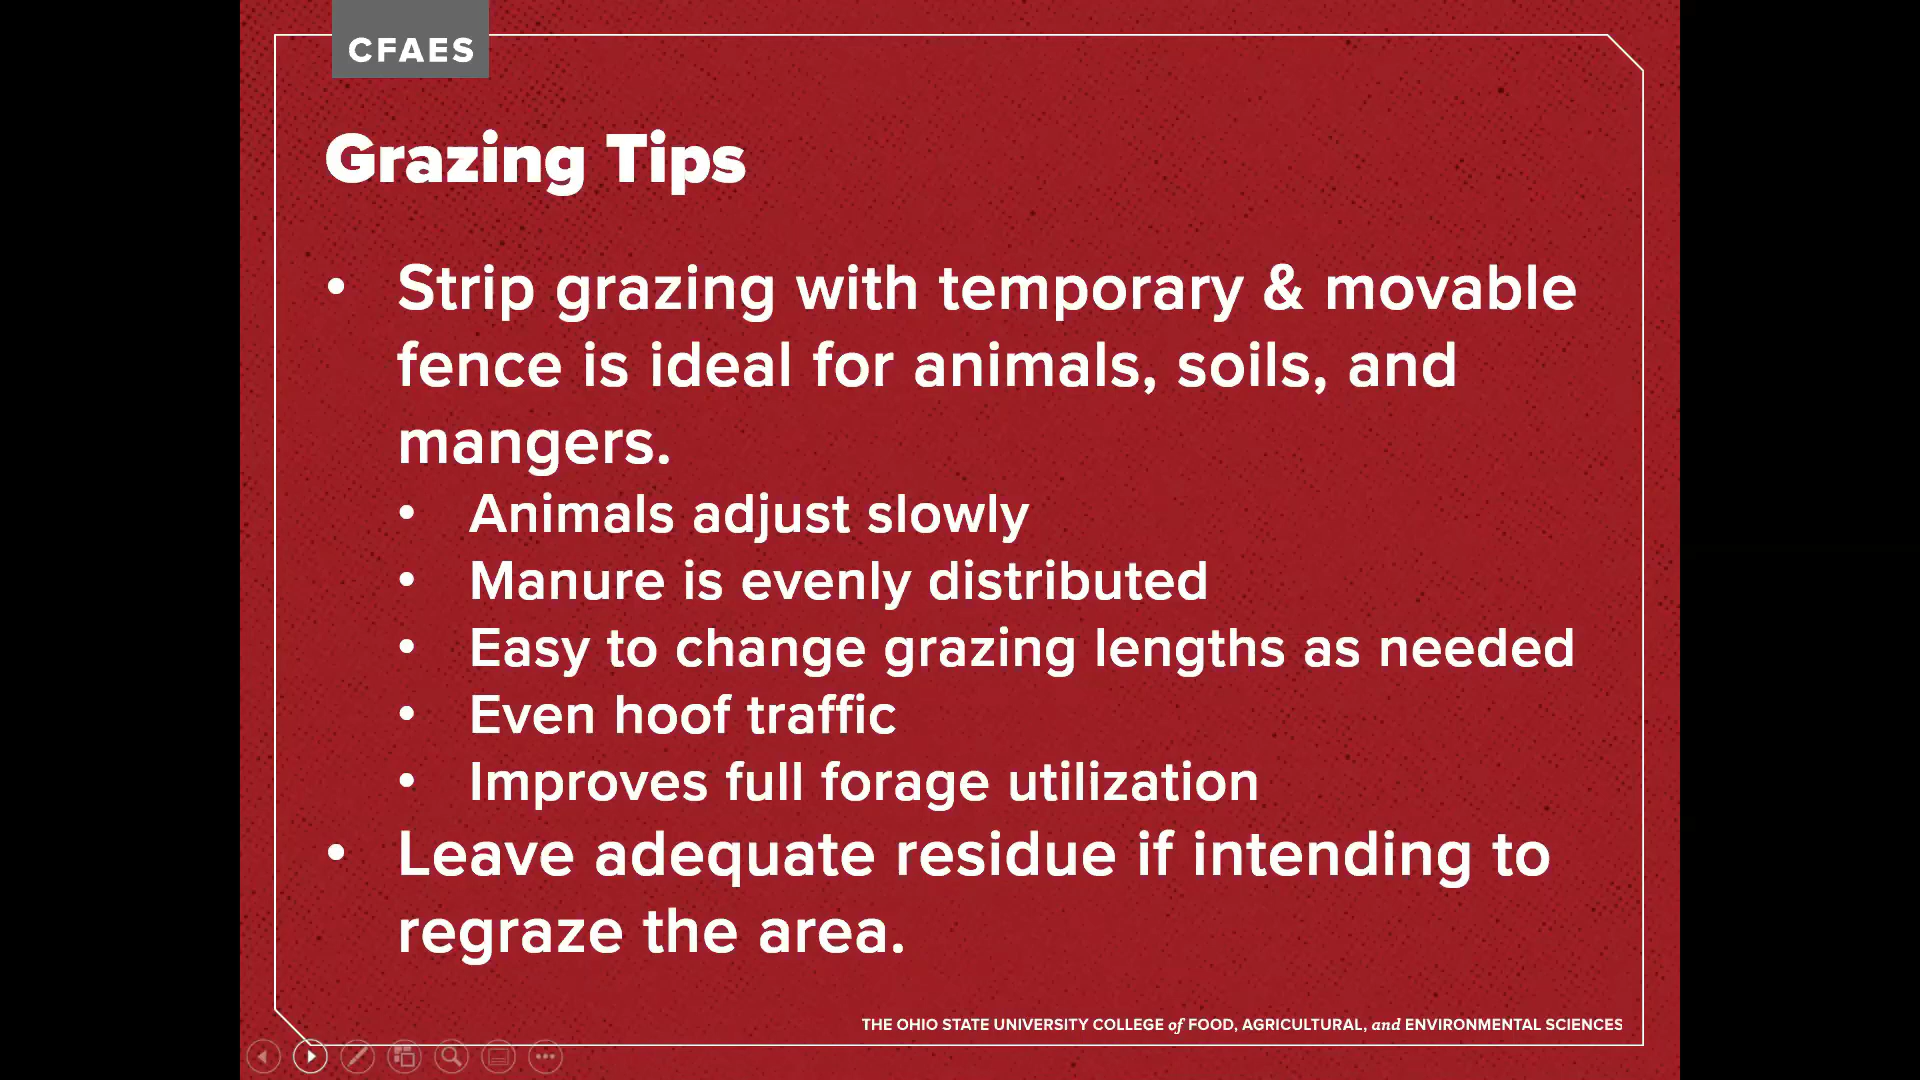 CFAES
Grazing Tips
• Strip grazing with temporary & movable
fence is ideal for animals, soils, and
mangers.
• Animals adjust slowly
• Manure is evenly distributed
• Easy to change grazing lengths as needed
• Even hoof traffic
• Improves full forage utilization
• Leave adequate residue if intending to
regraze the area.
THE OHIO STATE UNIVERSITY COLLEGE of FOOD, AGRICULTURAL, and ENVIRONMENTAL SCIENCES